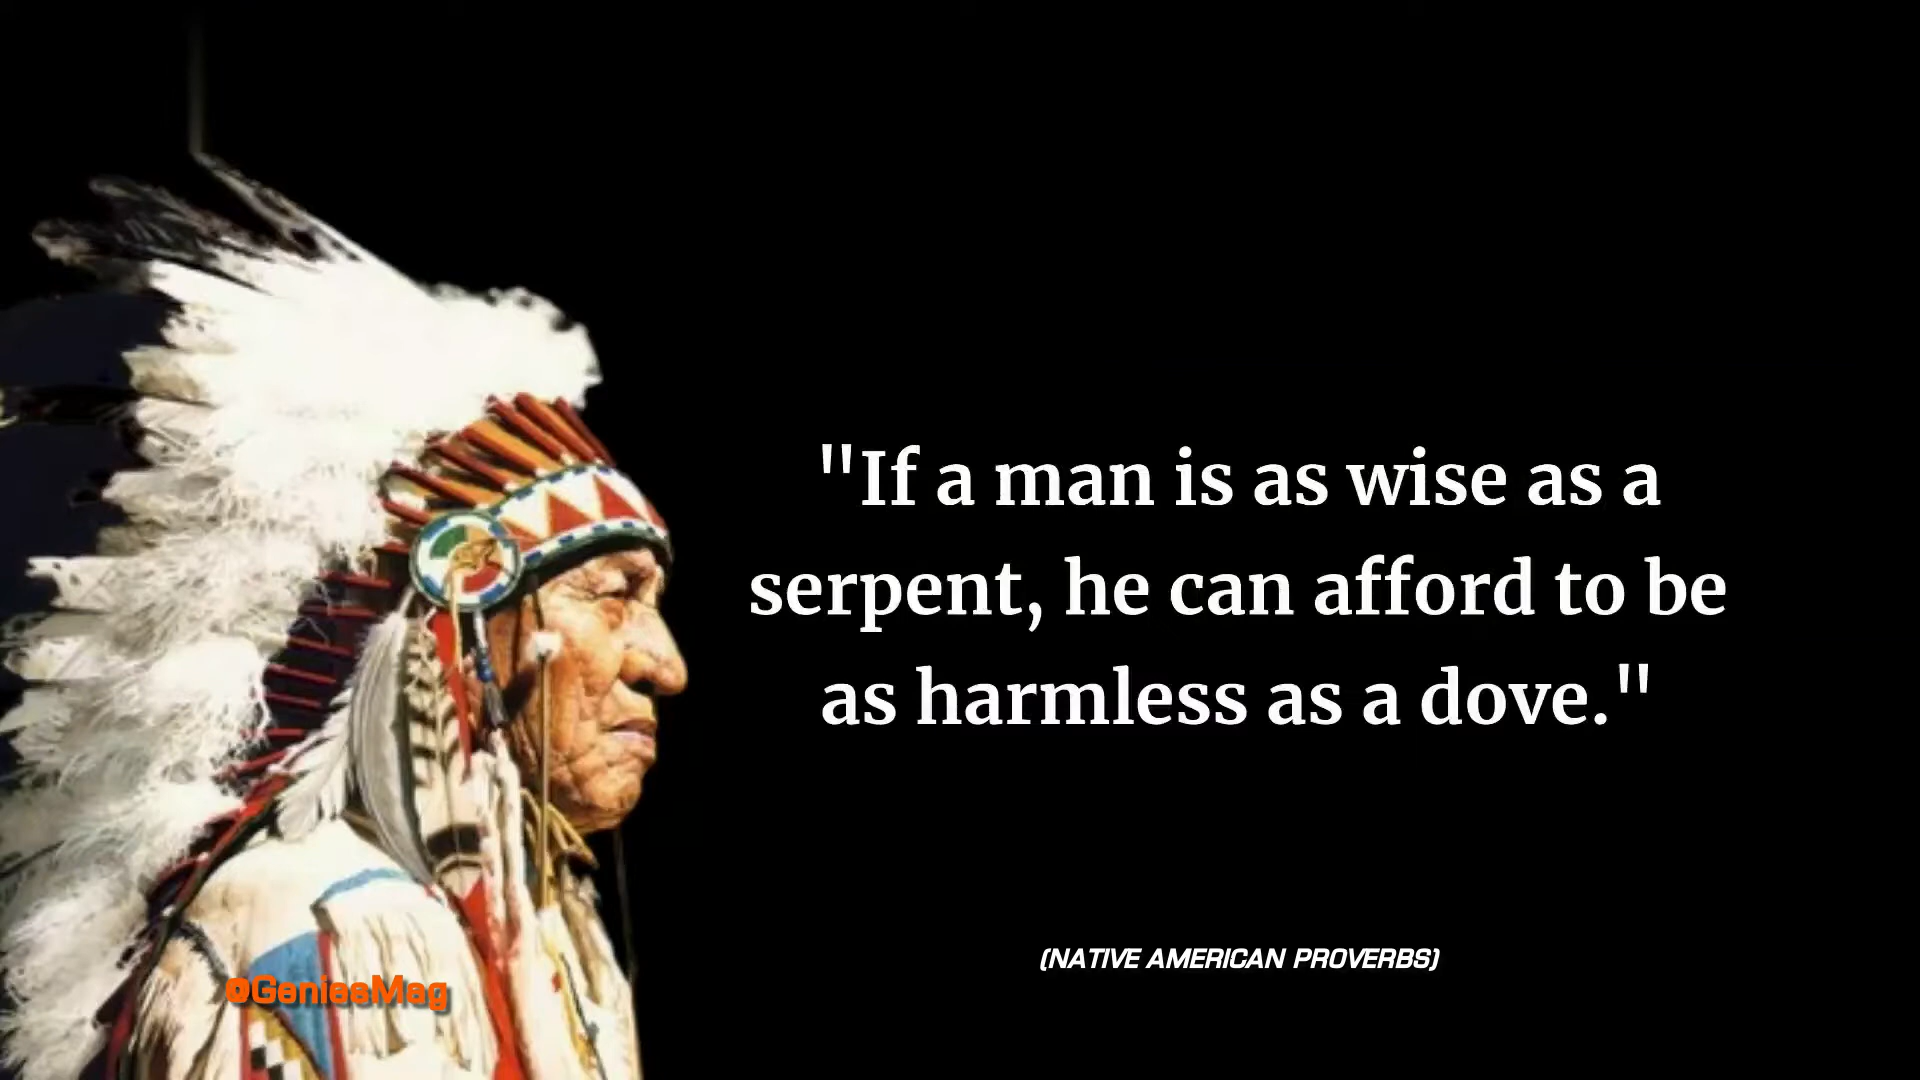 "If a man is as wise as a
serpent, he can afford to be
as harmless as a dove."
(NATIVE AMERICAN PROVERBS)
@GeniesMag